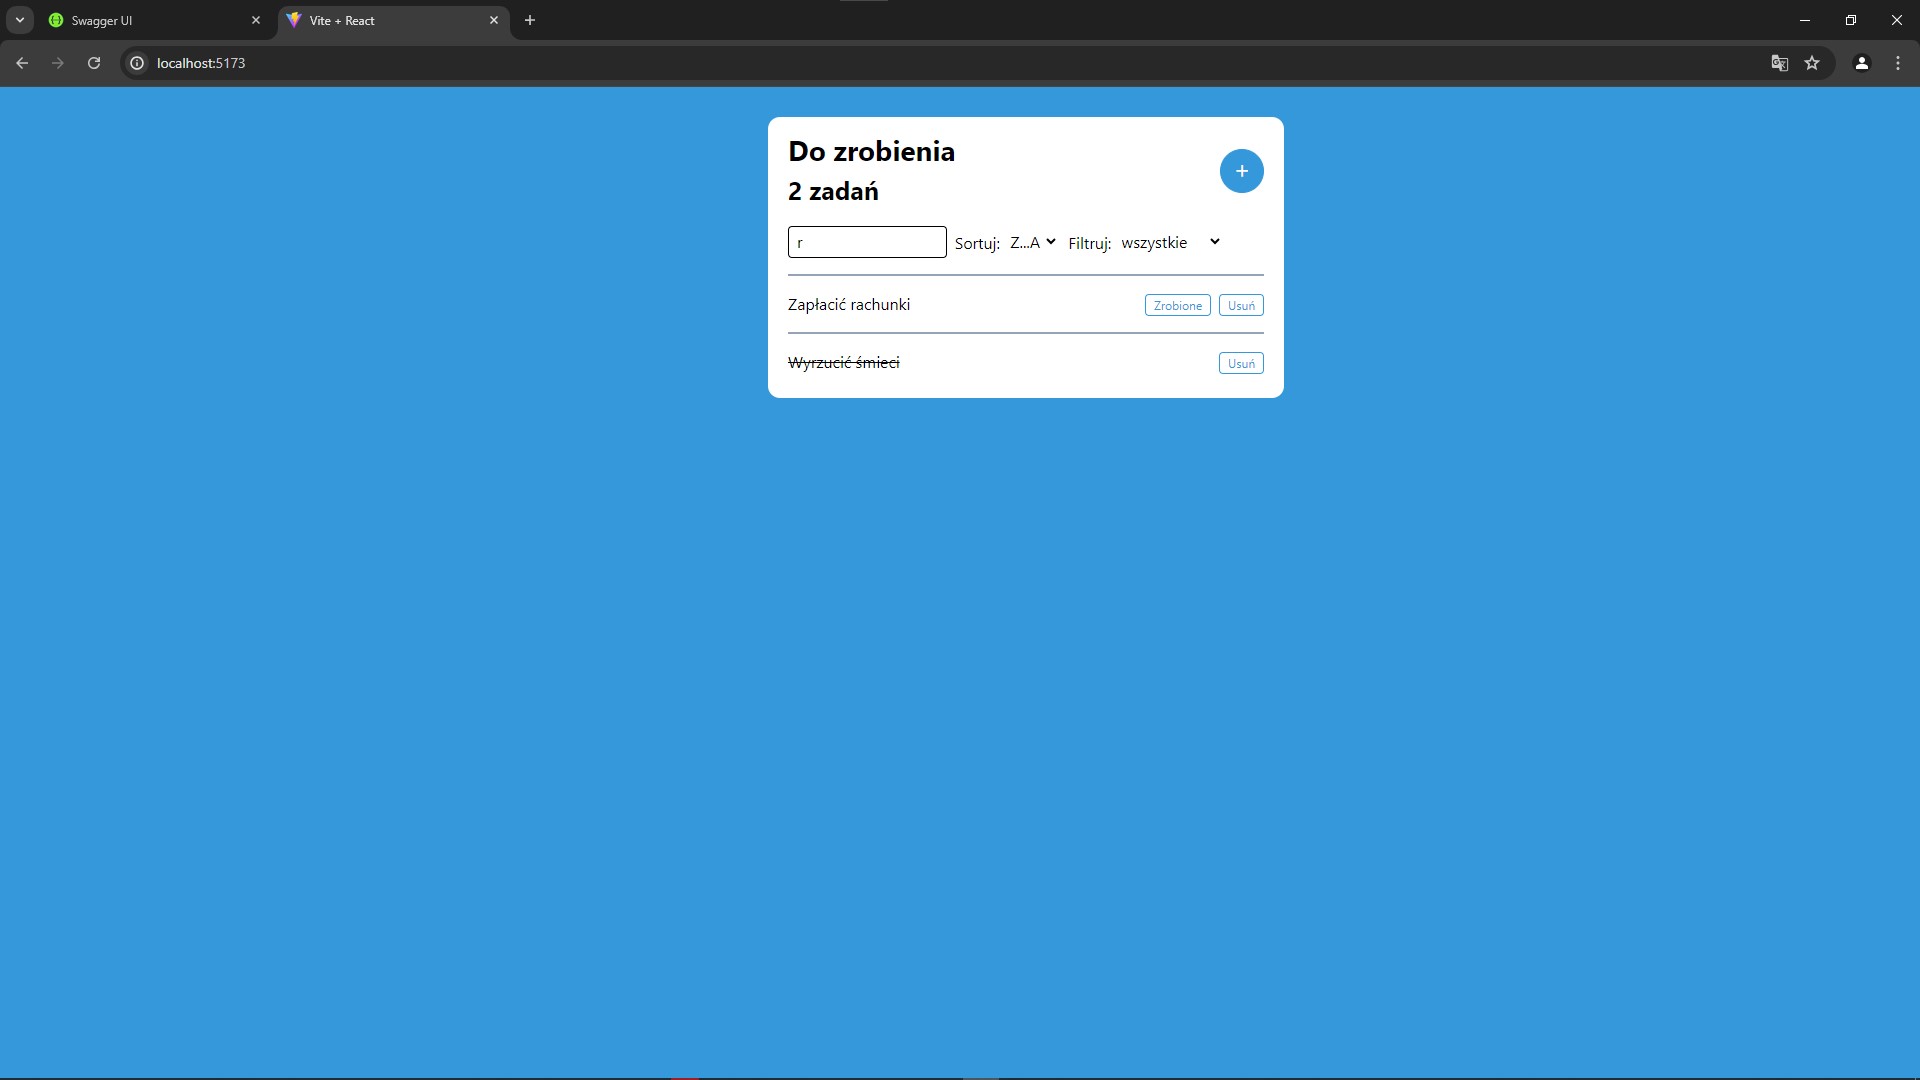 Swagger UI
Vite + React
localhost:5173
Do zrobienia
+
2 zadań
r Sortuj: Z...A Filtruj: wszystkie
Zapłacić rachunki Zrobione Usuń
Wyrzucić śmieci Usuń